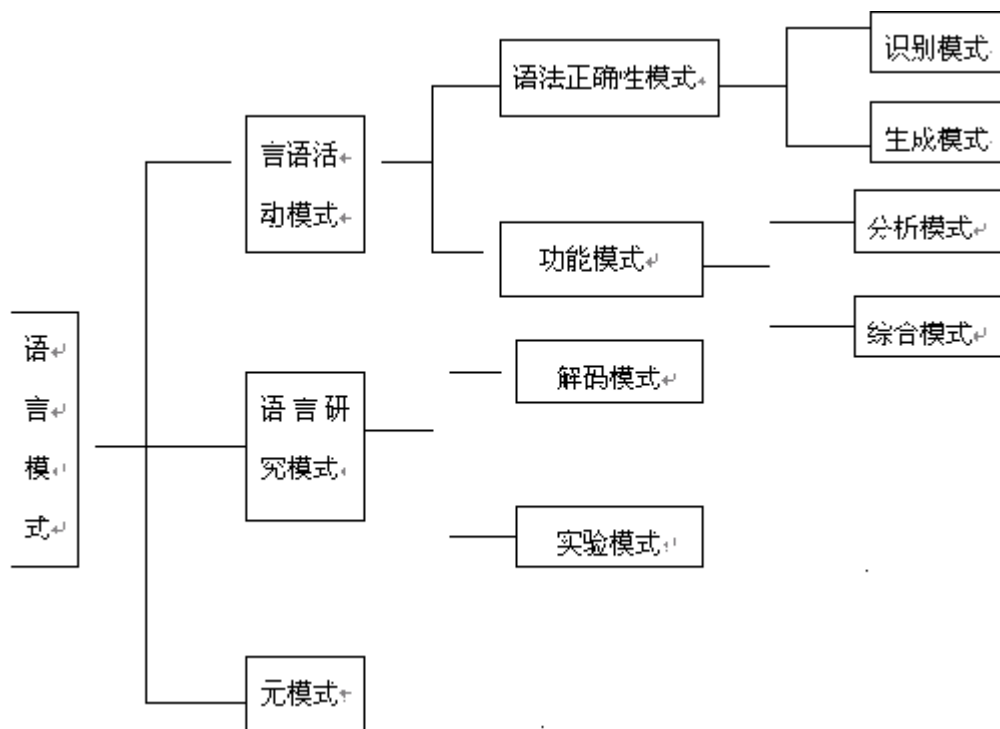 语
言
模
式
言语活
动模式
语言研
究模式
元模式
语法正确性模式
功能模式
解码模式
实验模式
识别模式
生成模式
分析模式
综合模式